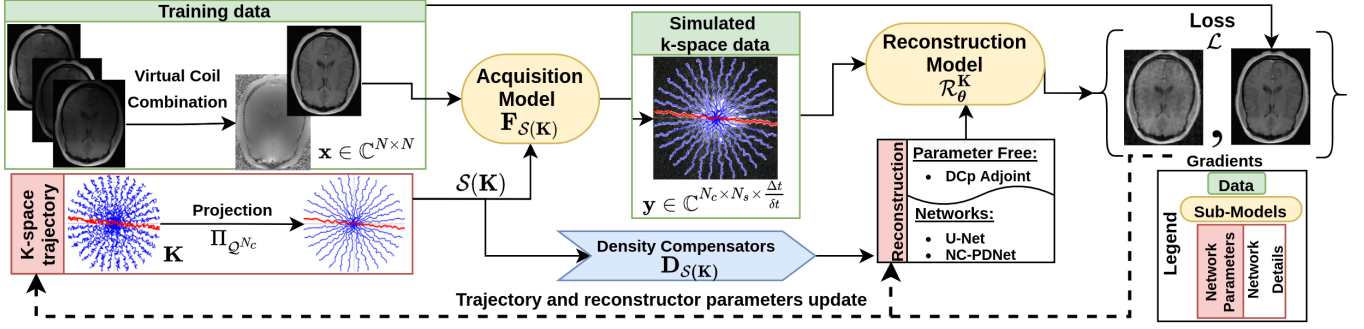 Training data
Virtual Coil
Combination
𝐱 ∈ ℂ^{N×N}
K-space
trajectory
𝐊
Projection
Π_{𝒬^{N_c}}
𝒮(𝐊)
Acquisition
Model
𝐅_{𝒮(𝐊)}
Simulated
k-space data
𝐲 ∈ ℂ^{N_c×N_s×\frac{Δt}{δt}}
Density Compensators
𝐃_{𝒮(𝐊)}
Reconstruction
Model
ℛ_𝜽^𝐊
Reconstruction
Parameter Free:
• DCp Adjoint
Networks:
• U-Net
• NC-PDNet
Loss
ℒ
{ , }
Gradients
Trajectory and reconstructor parameters update
Legend
Data
Sub-Models
Network
Parameters
Network
Details